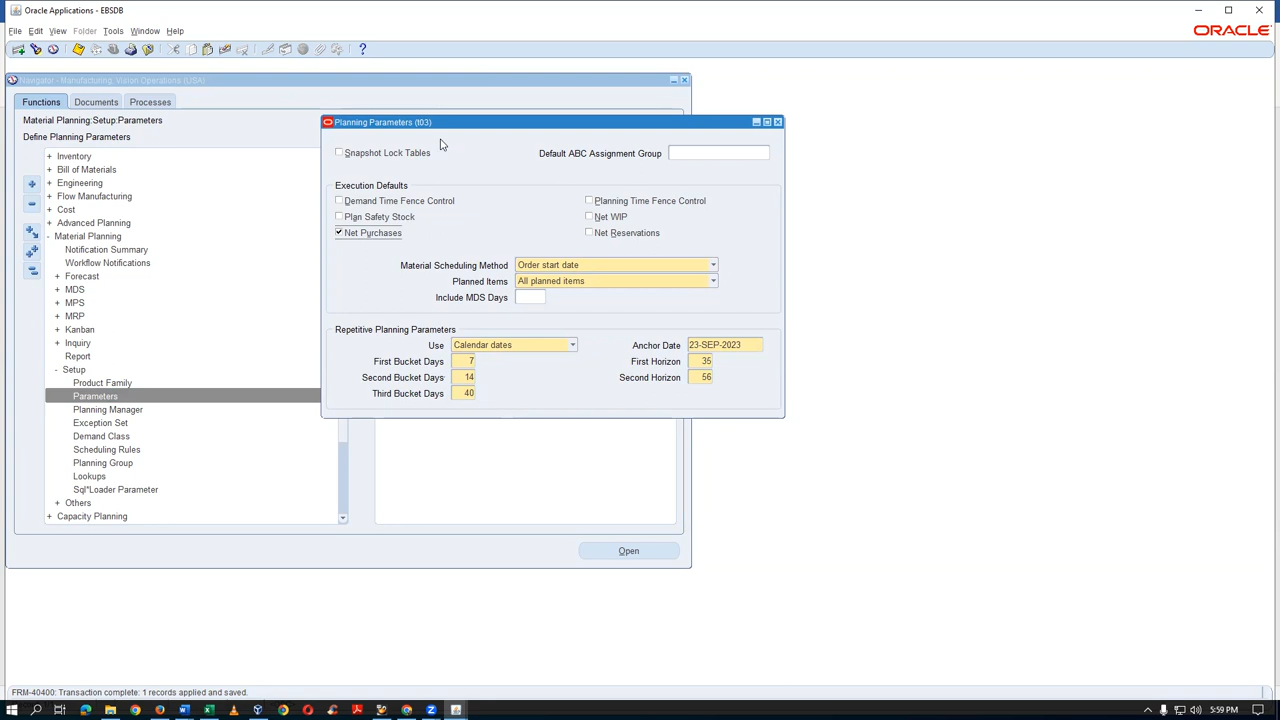 Oracle Applications - EBSDB
File Edit View Folder Tools Window Help
ORACLE
Navigator - Manufacturing, Vision Operations (USA)
Functions Documents Processes
Material Planning:Setup:Parameters
Define Planning Parameters
+ Inventory
+ Bill of Materials
+ Engineering
+ Flow Manufacturing
+ Cost
+ Advanced Planning
- Material Planning
Notification Summary
Workflow Notifications
+ Forecast
+ MDS
+ MPS
+ MRP
+ Kanban
+ Inquiry
Report
- Setup
Product Family
Parameters
Planning Manager
Exception Set
Demand Class
Scheduling Rules
Planning Group
Lookups
Sql*Loader Parameter
+ Others
+ Capacity Planning
Open
Planning Parameters (t03)
Snapshot Lock Tables Default ABC Assignment Group
Execution Defaults
Demand Time Fence Control Planning Time Fence Control
Plan Safety Stock Net WIP
Net Purchases Net Reservations
Material Scheduling Method Order start date
Planned Items All planned items
Include MDS Days
Repetitive Planning Parameters
Use Calendar dates Anchor Date 23-SEP-2023
First Bucket Days 7 First Horizon 35
Second Bucket Days 14 Second Horizon 56
Third Bucket Days 40
FRM-40400: Transaction complete: 1 records applied and saved.
5:59 PM